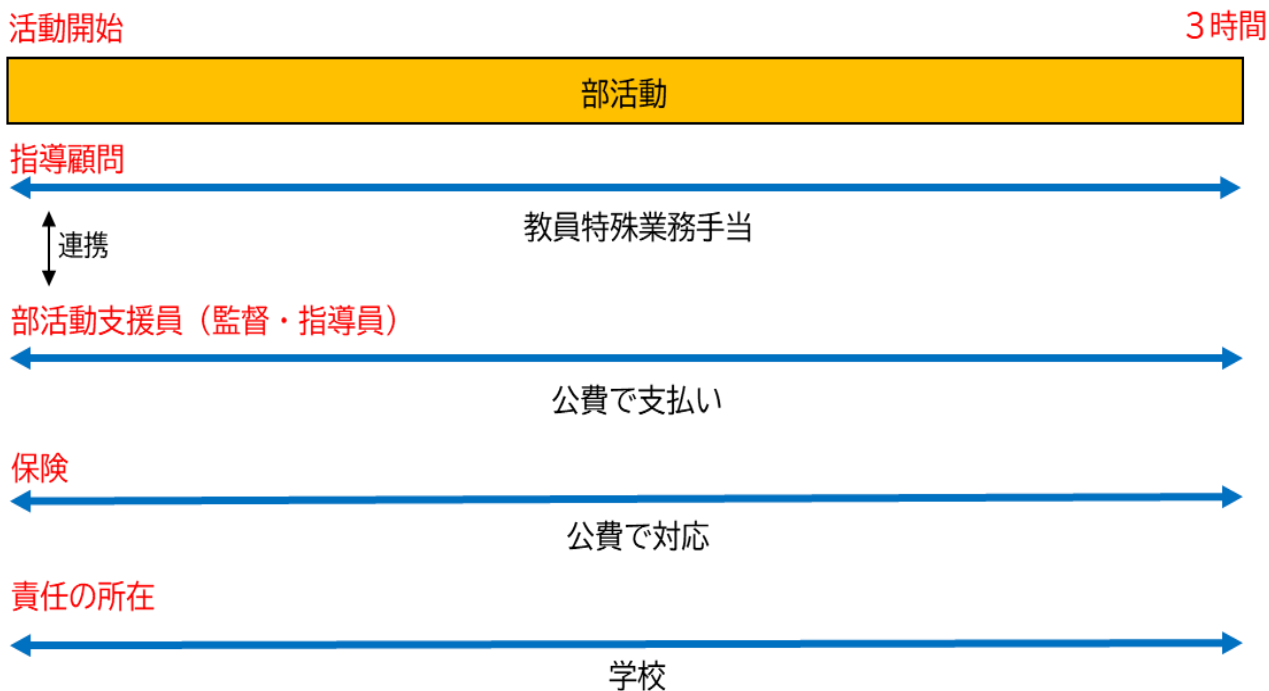 活動開始
３時間
部活動
指導顧問
教員特殊業務手当
連携
部活動支援員（監督・指導員）
公費で支払い
保険
公費で対応
責任の所在
学校